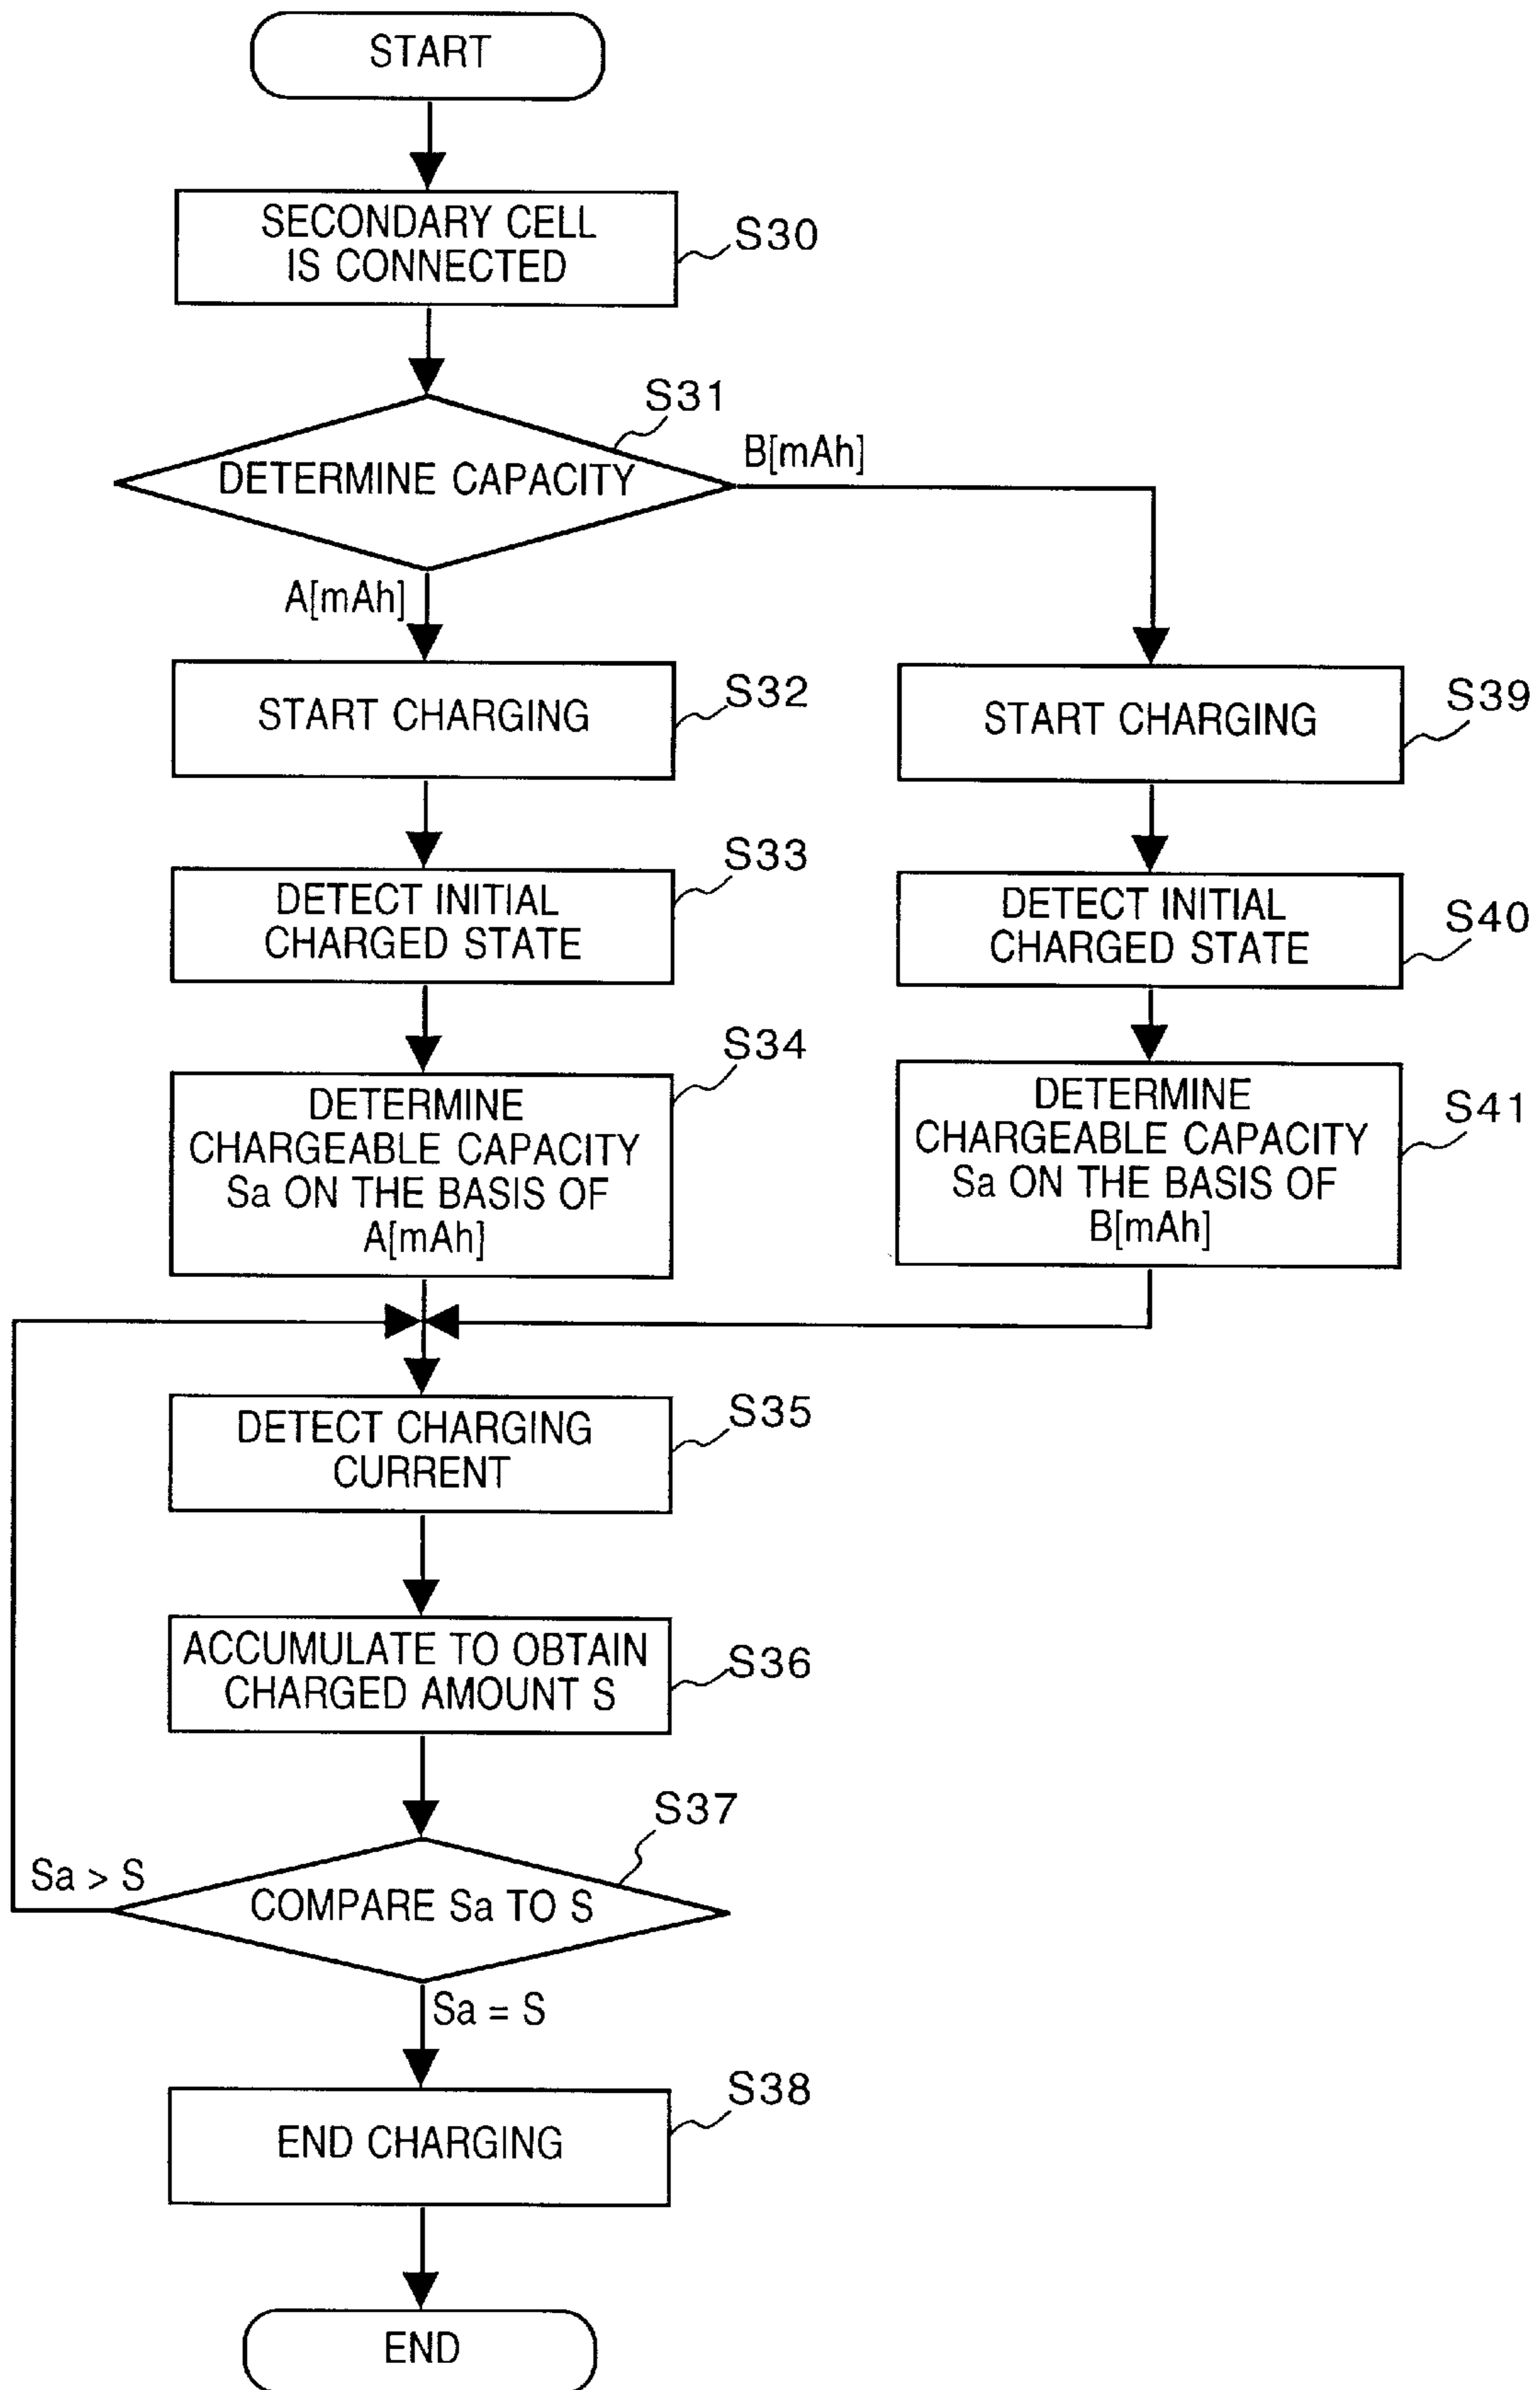 START
SECONDARY CELL
IS CONNECTED
S30
S31
DETERMINE CAPACITY
B[mAh]
A[mAh]
START CHARGING
S32
START CHARGING
S39
DETECT INITIAL
CHARGED STATE
S33
DETECT INITIAL
CHARGED STATE
S40
DETERMINE
CHARGEABLE CAPACITY
Sa ON THE BASIS OF
A[mAh]
S34
DETERMINE
CHARGEABLE CAPACITY
Sa ON THE BASIS OF
B[mAh]
S41
DETECT CHARGING
CURRENT
S35
ACCUMULATE TO OBTAIN
CHARGED AMOUNT S
S36
S37
Sa > S
COMPARE Sa TO S
Sa = S
END CHARGING
S38
END